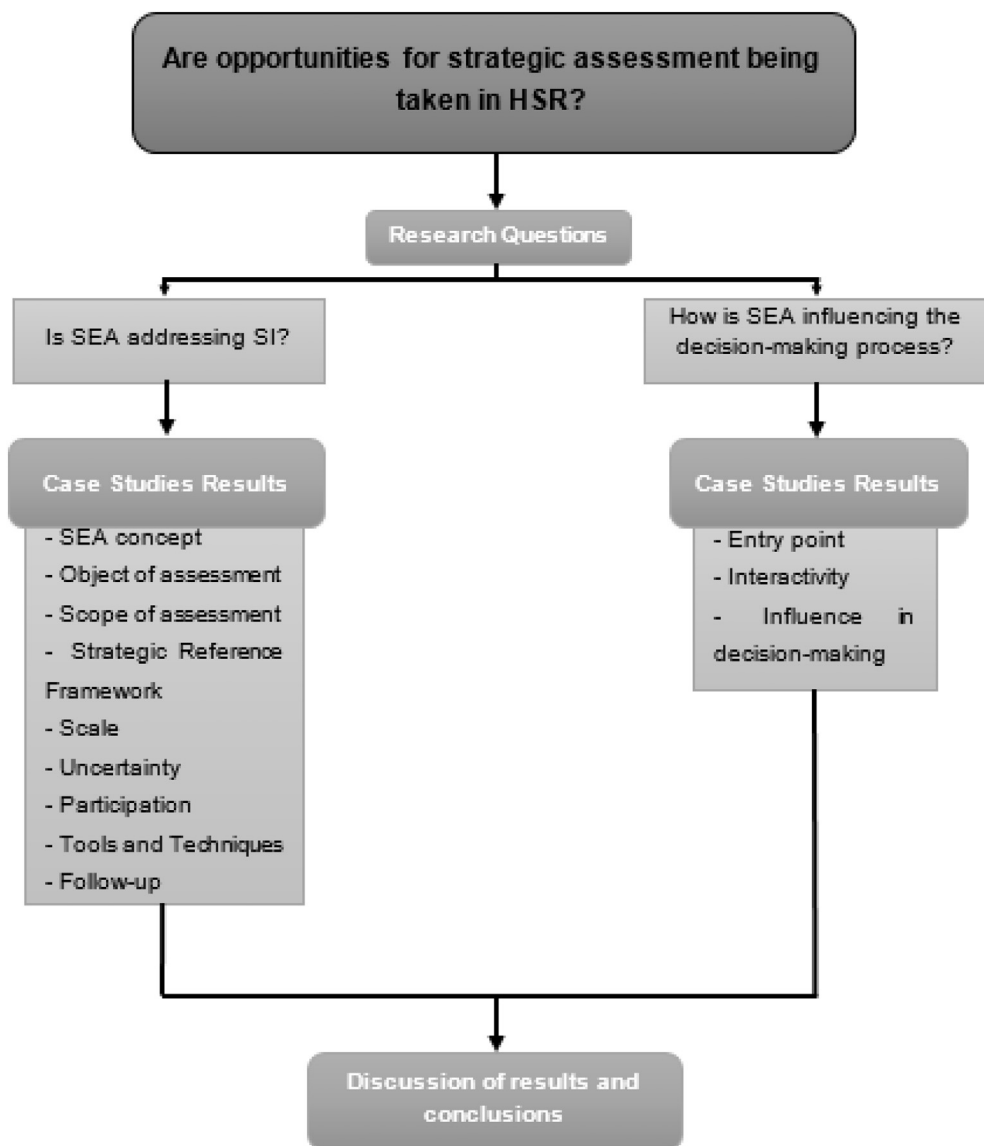 Are opportunities for strategic assessment being
taken in HSR?
Research Questions
Is SEA addressing SI?
How is SEA influencing the
decision-making process?
Case Studies Results
- SEA concept
- Object of assessment
- Scope of assessment
- Strategic Reference
Framework
- Scale
- Uncertainty
- Participation
- Tools and Techniques
- Follow-up
Case Studies Results
- Entry point
- Interactivity
- Influence in
decision-making
Discussion of results and
conclusions